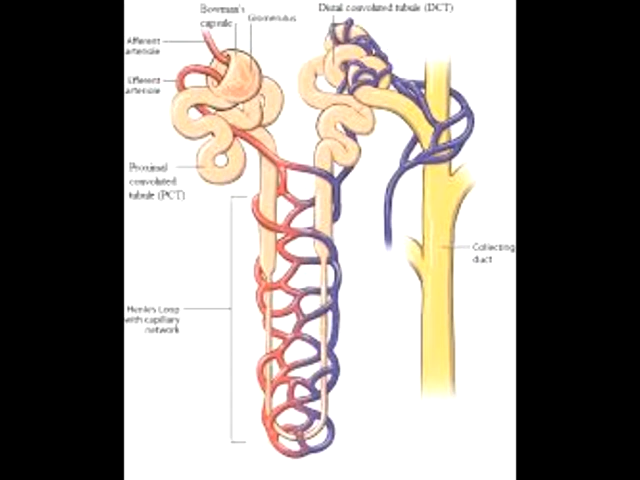 Bowman's
capsule
Glomerulus
Distal convoluted tubule (DCT)
Afferent
arteriole
Efferent
arteriole
Proximal
convoluted
tubule (PCT)
Collecting
duct
Henles Loop
with capillary
network